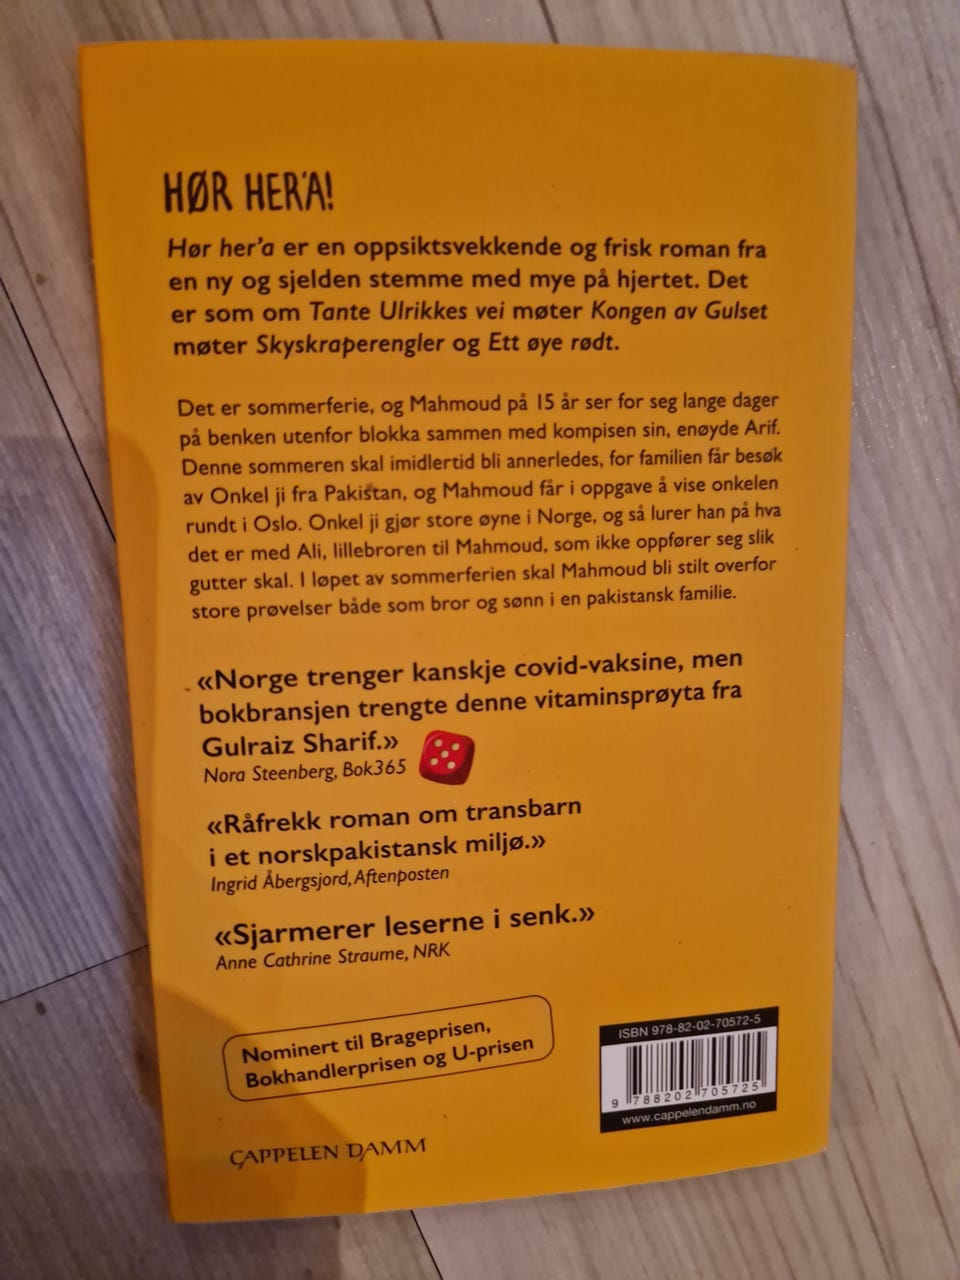 HØR HER'A!
Hør her'a er en oppsiktsvekkende og frisk roman fra
en ny og sjelden stemme med mye på hjertet. Det
er som om Tante Ulrikkes vei møter Kongen av Gulset
møter Skyskraperengler og Ett øye rødt.
Det er sommerferie, og Mahmoud på 15 år ser for seg lange dager
på benken utenfor blokka sammen med kompisen sin, enøyde Arif.
Denne sommeren skal imidlertid bli annerledes, for familien får besøk
av Onkel ji fra Pakistan, og Mahmoud får i oppgave å vise onkelen
rundt i Oslo. Onkel ji gjør store øyne i Norge, og så lurer han på hva
det er med Ali, lillebroren til Mahmoud, som ikke oppfører seg slik
gutter skal. I løpet av sommerferien skal Mahmoud bli stilt overfor
store prøvelser både som bror og sønn i en pakistansk familie.
«Norge trenger kanskje covid-vaksine, men
bokbransjen trengte denne vitaminsprøyta fra
Gulraiz Sharif.»
Nora Steenberg, Bok365
«Råfrekk roman om transbarn
i et norskpakistansk miljø.»
Ingrid Åbergsjord, Aftenposten
«Sjarmerer leserne i senk.»
Anne Cathrine Straume, NRK
Nominert til Brageprisen,
Bokhandlerprisen og U-prisen
ISBN 978-82-02-70572-5
9 788202 705725
www.cappelendamm.no
CAPPELEN DAMM